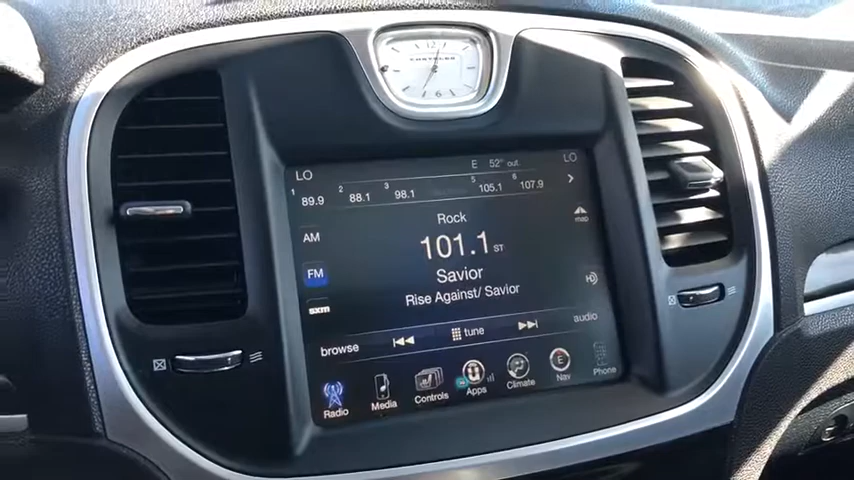 CHRYSLER
LO E 52° out LO
1 89.9 2 88.1 3 98.1 5 105.1 6 107.9
AM Rock map
101.1 ST
FM Savior
sxm Rise Against/ Savior
audio
browse tune
Radio Media Controls Apps Climate Nav Phone